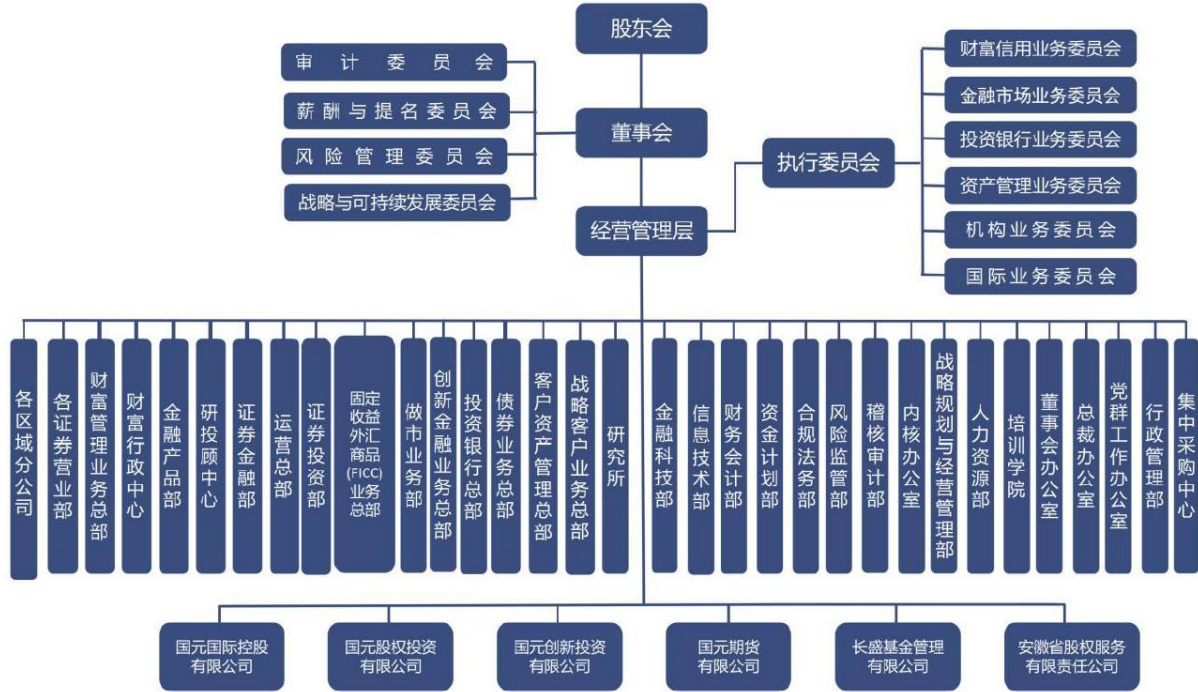 股东会
审计委员会
薪酬与提名委员会
风险管理委员会
战略与可持续发展委员会
董事会
经营管理层
执行委员会
财富信用业务委员会
金融市场业务委员会
投资银行业务委员会
资产管理业务委员会
机构业务委员会
国际业务委员会
各区域分公司
各证券营业部
财富管理业务总部
财富行政中心
金融产品部
研投顾中心
证券金融部
运营总部
证券投资部
固定
收益
外汇
商品
(FICC)
业务
总部
做市业务部
创新金融业务总部
投资银行总部
债券业务总部
客户资产管理总部
战略客户业务总部
研究所
金融科技部
信息技术部
财务会计部
资金计划部
合规法务部
风险监管部
稽核审计部
内核办公室
战略规划与经营管理部
人力资源部
培训学院
董事会办公室
总裁办公室
党群工作办公室
行政管理部
集中采购中心
国元国际控股
有限公司
国元股权投资
有限公司
国元创新投资
有限公司
国元期货
有限公司
长盛基金管理
有限公司
安徽省股权服务
有限责任公司